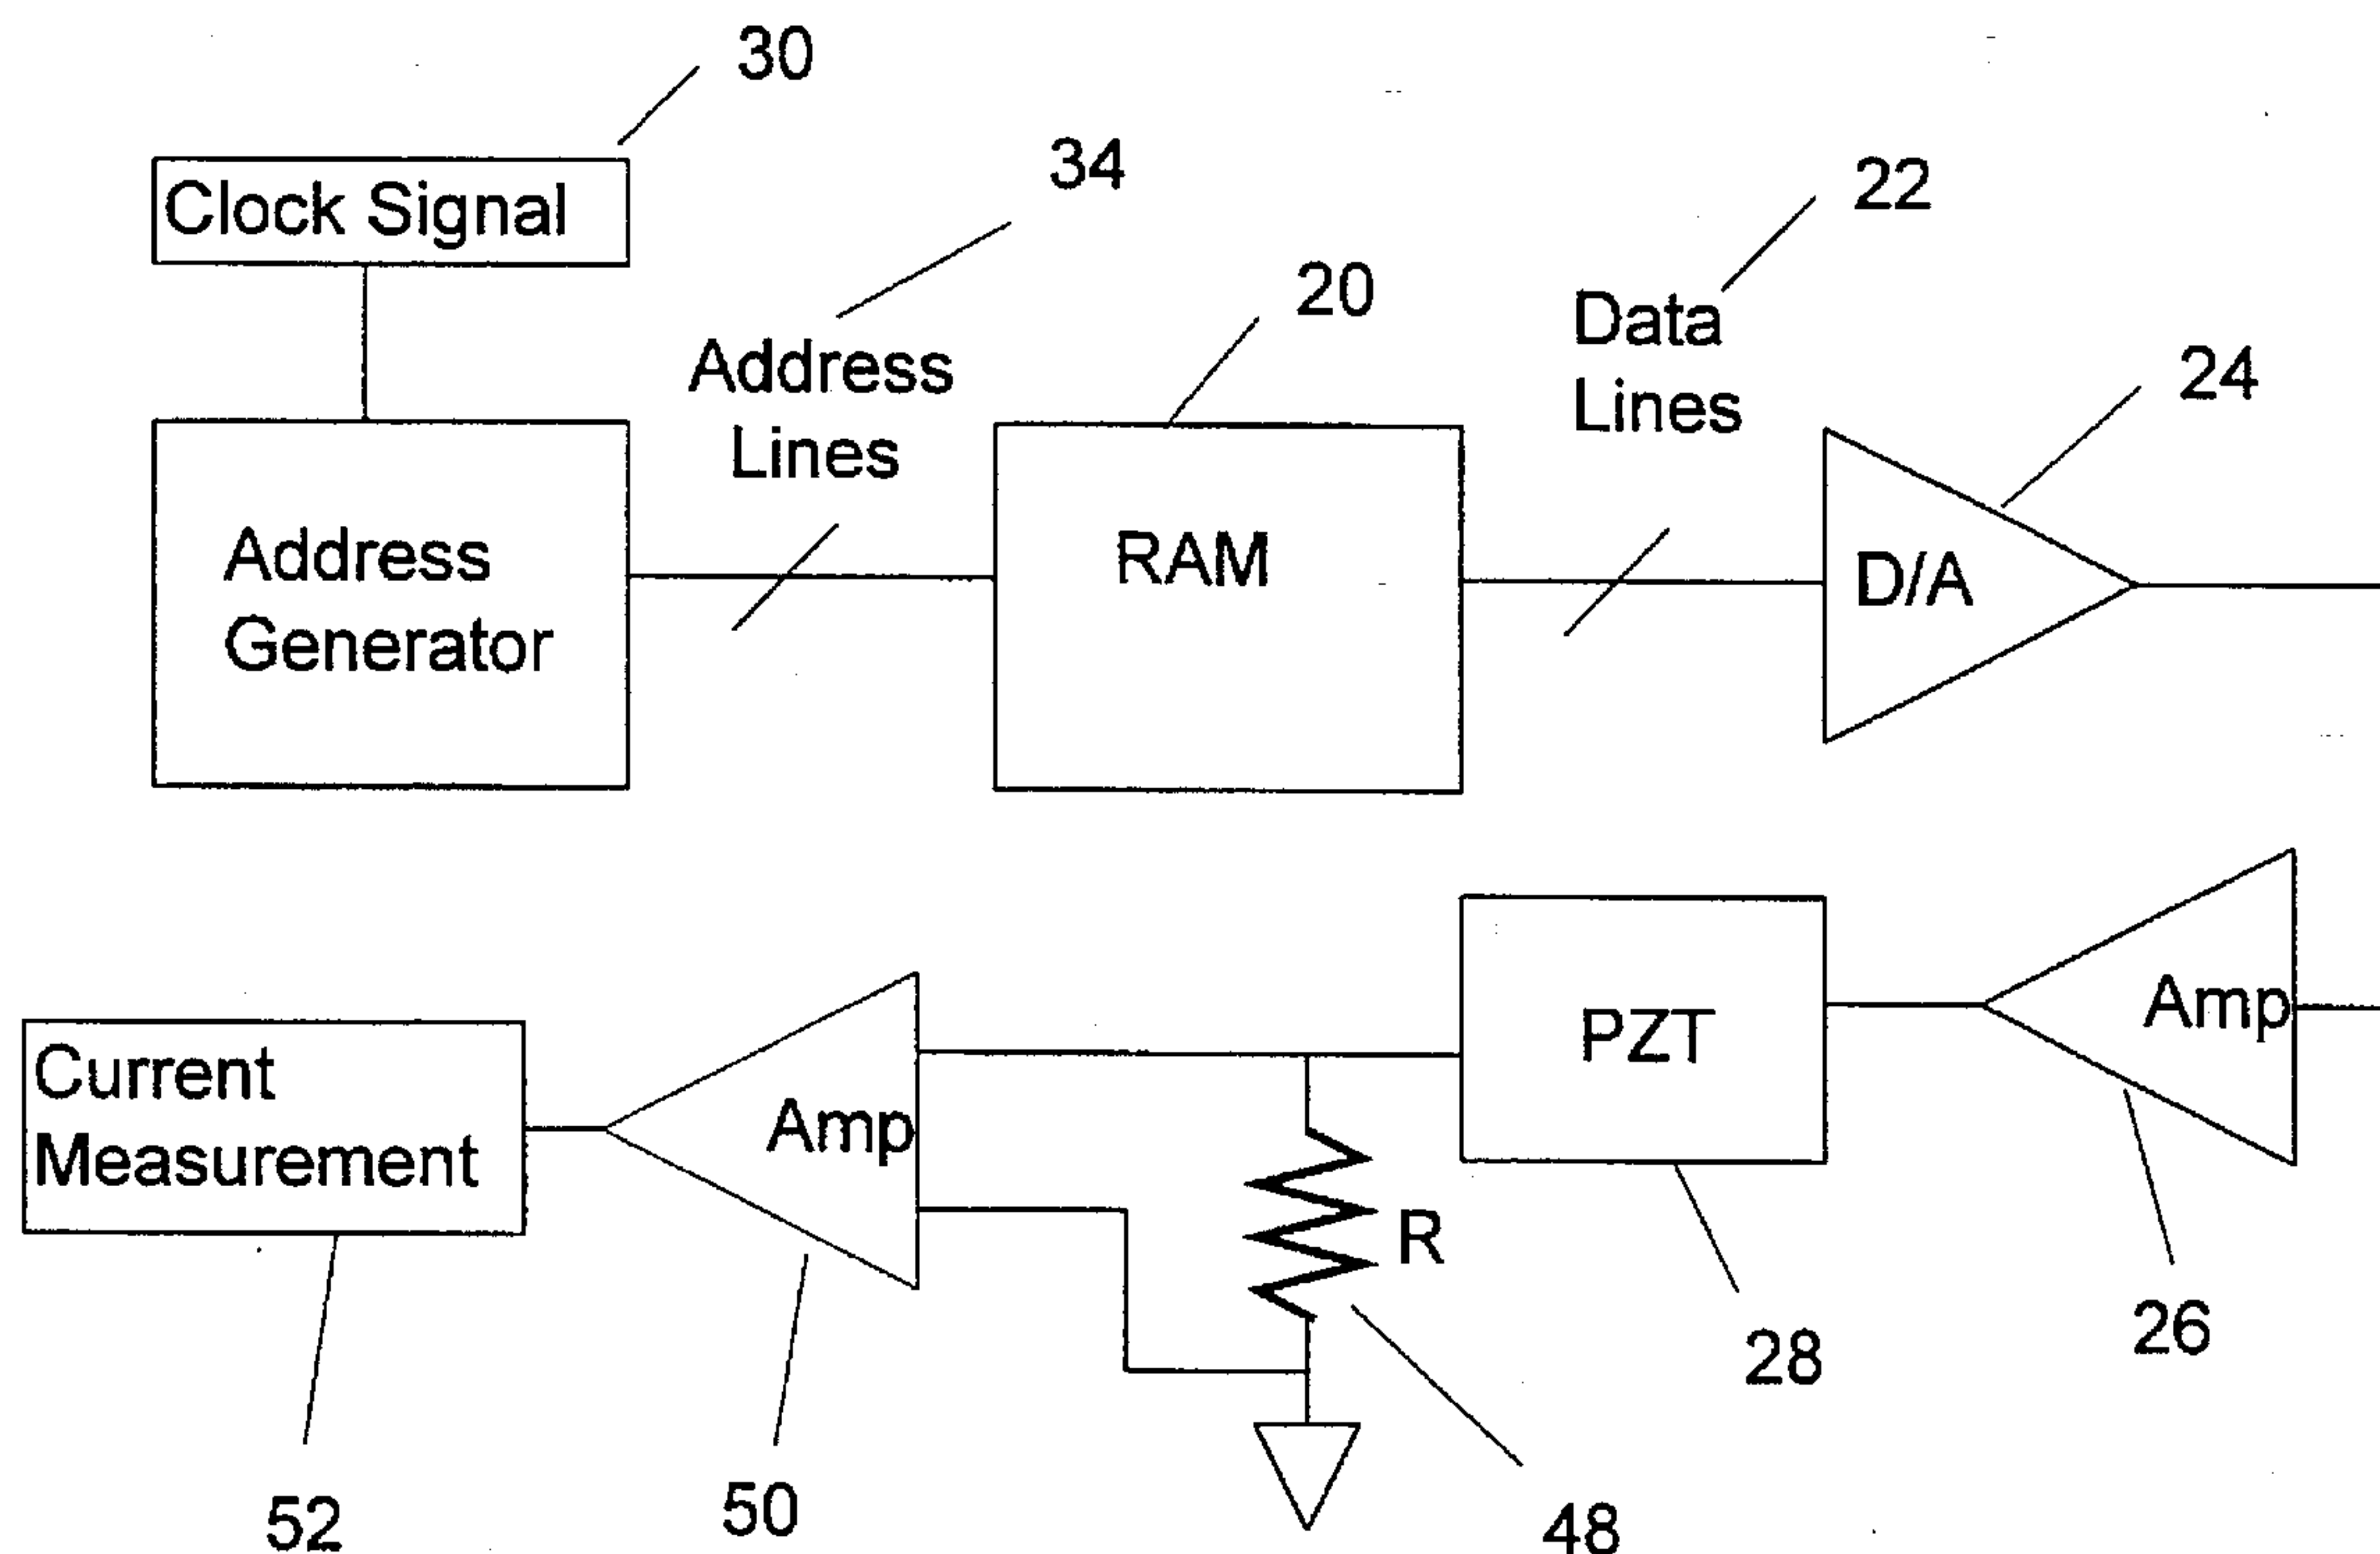 30
Clock Signal
34
22
20
Address
Lines
Data
Lines
24
Address
Generator
RAM
D/A
Current
Measurement
Amp
PZT
Amp
R
26
28
52
50
48